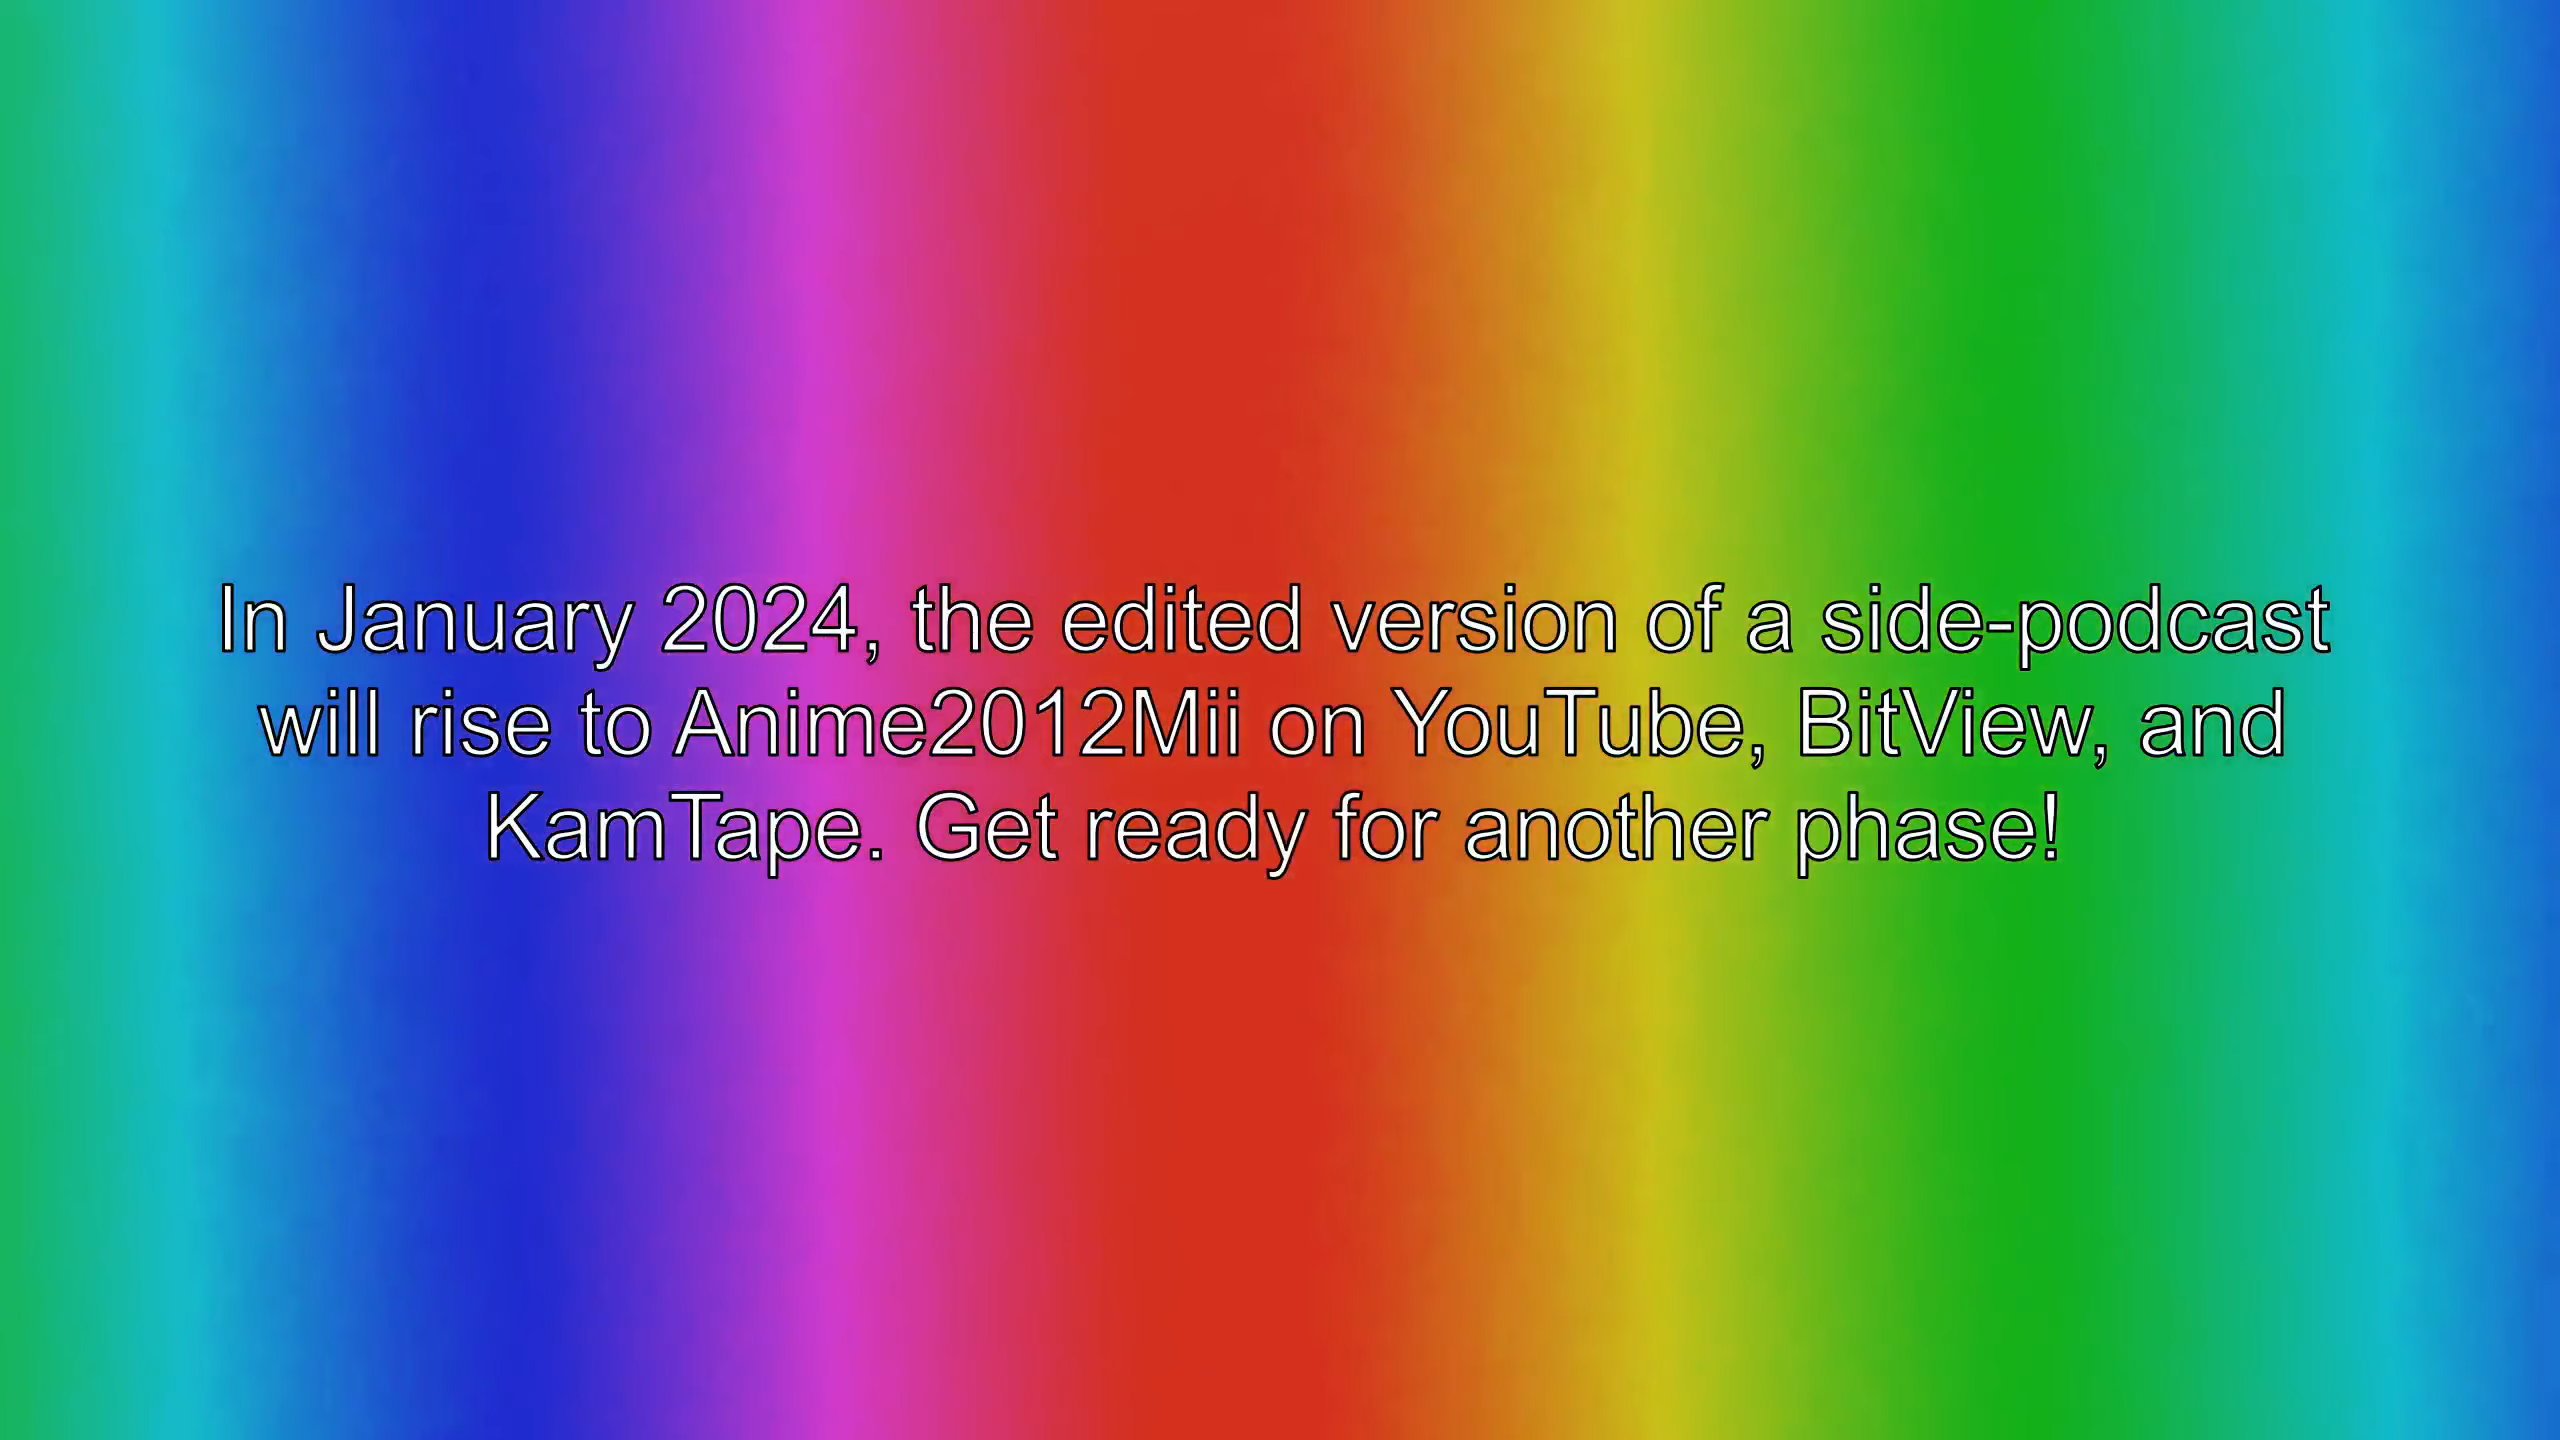 In January 2024, the edited version of a side-podcast
will rise to Anime2012Mii on YouTube, BitView, and
KamTape. Get ready for another phase!